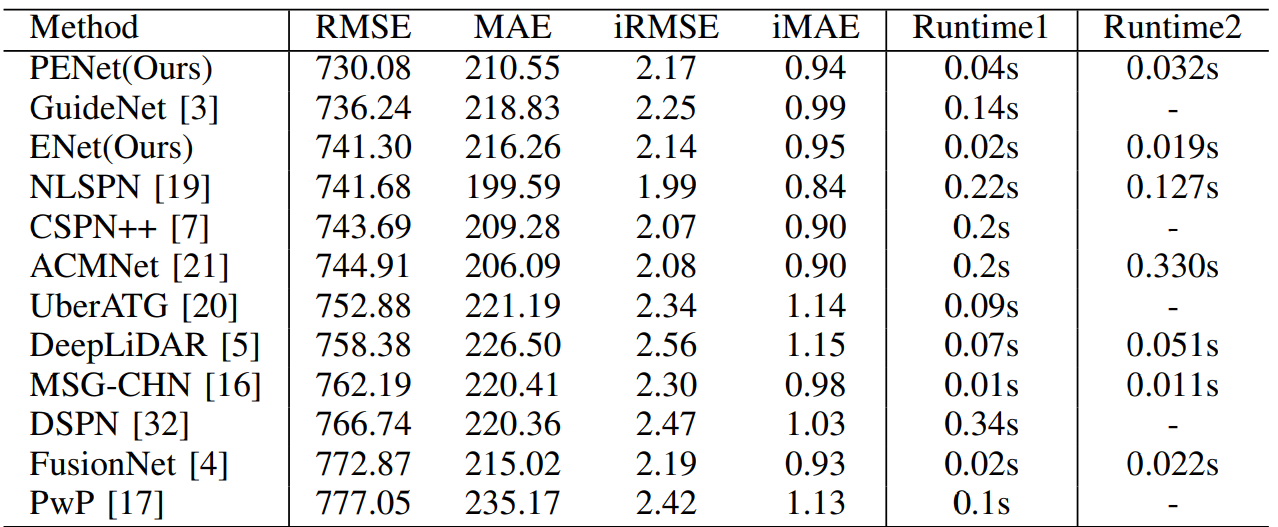 Method RMSE MAE iRMSE iMAE Runtime1 Runtime2
PENet(Ours) 730.08 210.55 2.17 0.94 0.04s 0.032s
GuideNet [3] 736.24 218.83 2.25 0.99 0.14s -
ENet(Ours) 741.30 216.26 2.14 0.95 0.02s 0.019s
NLSPN [19] 741.68 199.59 1.99 0.84 0.22s 0.127s
CSPN++ [7] 743.69 209.28 2.07 0.90 0.2s -
ACMNet [21] 744.91 206.09 2.08 0.90 0.2s 0.330s
UberATG [20] 752.88 221.19 2.34 1.14 0.09s -
DeepLiDAR [5] 758.38 226.50 2.56 1.15 0.07s 0.051s
MSG-CHN [16] 762.19 220.41 2.30 0.98 0.01s 0.011s
DSPN [32] 766.74 220.36 2.47 1.03 0.34s -
FusionNet [4] 772.87 215.02 2.19 0.93 0.02s 0.022s
PwP [17] 777.05 235.17 2.42 1.13 0.1s -